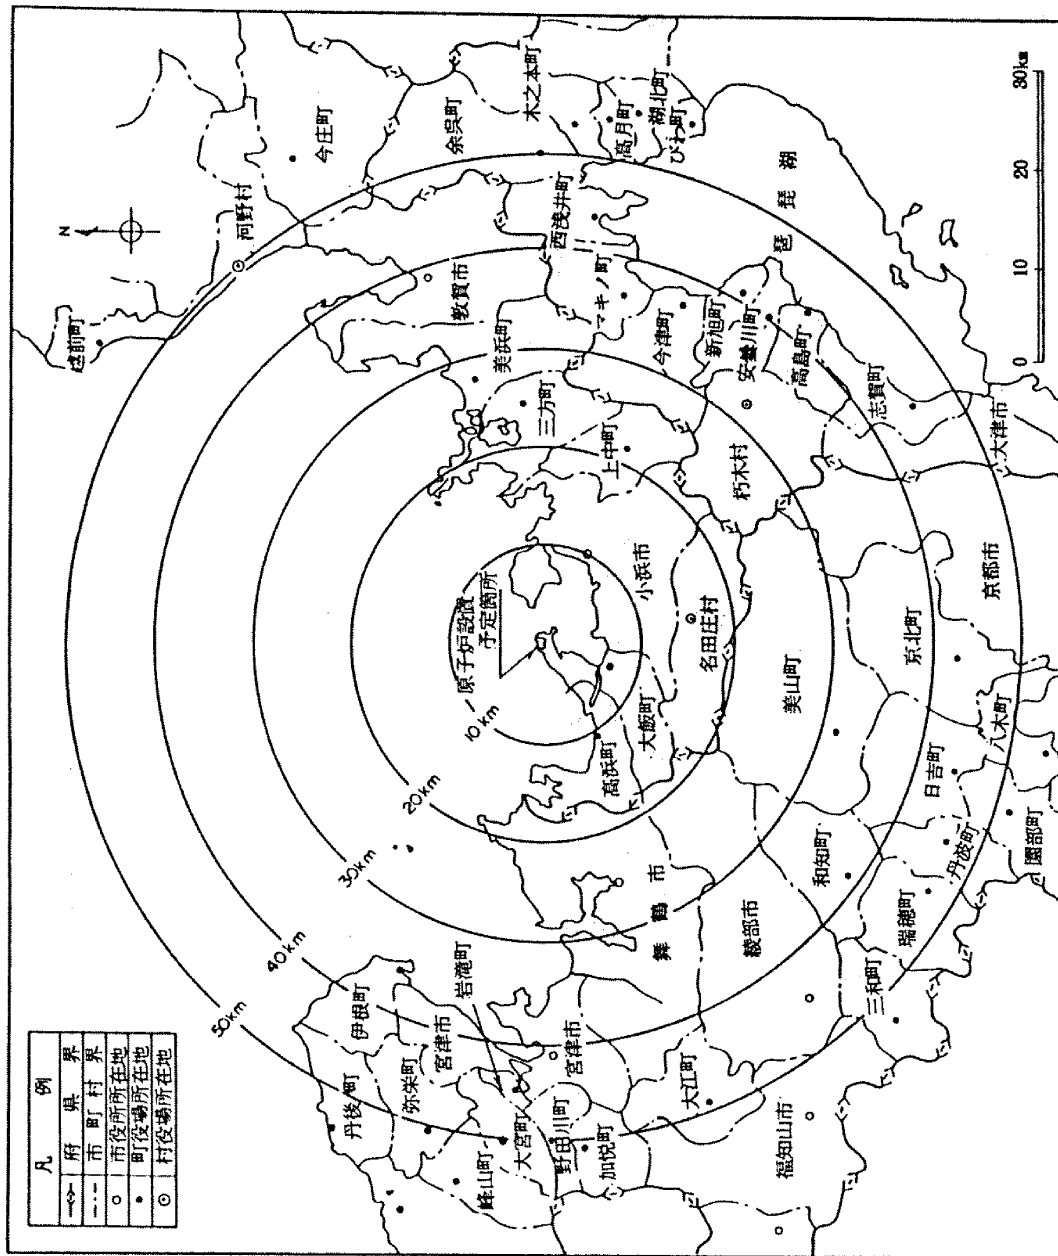 凡例
府県界
市町村界
市役所所在地
町役場所在地
村役場所在地
N
50km
40km
30km
20km
10km
原子炉設置
予定箇所
越前町
河野村
今庄町
余呉町
木之本町
高月町
湖北町
びわ町
西浅井町
敦賀市
マキノ町
美浜町
三方町
今津町
新旭町
安曇川町
高島町
志賀町
大津市
琵琶湖
上中町
朽木村
小浜市
名田庄村
大飯町
高浜町
美山町
京北町
京都市
八木町
日吉町
園部町
丹波町
和知町
瑞穂町
三和町
綾部市
舞鶴市
岩滝町
伊根町
宮津市
丹後町
弥栄町
峰山町
大宮町
野田川町
加悦町
宮津市
大江町
福知山市
0 10 20 30km